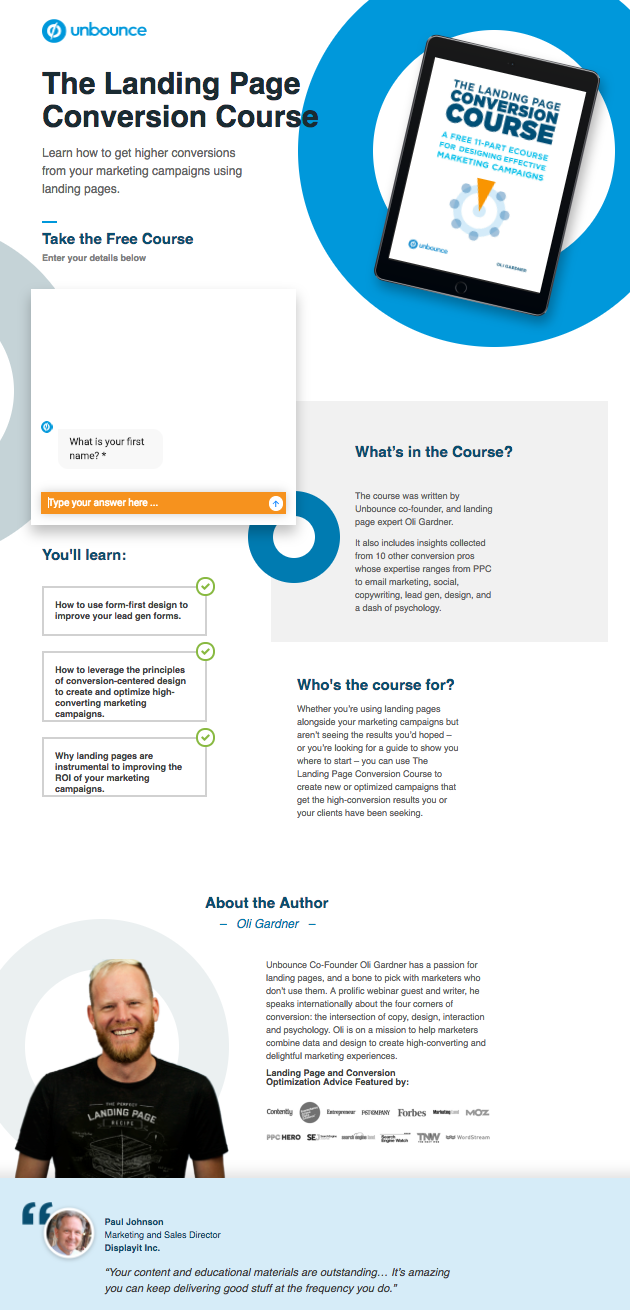 unbounce
The Landing Page
Conversion Course
Learn how to get higher conversions
from your marketing campaigns using
landing pages.
Take the Free Course
Enter your details below
THE LANDING PAGE
CONVERSION
COURSE
A FREE 11-PART ECOURSE
FOR DESIGNING EFFECTIVE
MARKETING CAMPAIGNS
unbounce
OLI GARDNER
What is your first
name? *
Type your answer here ...
What's in the Course?
The course was written by
Unbounce co-founder, and landing
page expert Oli Gardner.
It also includes insights collected
from 10 other conversion pros
whose expertise ranges from PPC
to email marketing, social,
copywriting, lead gen, design, and
a dash of psychology.
You'll learn:
How to use form-first design to
improve your lead gen forms.
How to leverage the principles
of conversion-centered design
to create and optimize high-
converting marketing
campaigns.
Why landing pages are
instrumental to improving the
ROI of your marketing
campaigns.
Who's the course for?
Whether you're using landing pages
alongside your marketing campaigns but
aren't seeing the results you'd hoped –
or you're looking for a guide to show you
where to start – you can use The
Landing Page Conversion Course to
create new or optimized campaigns that
get the high-conversion results you or
your clients have been seeking.
About the Author
– Oli Gardner –
Unbounce Co-Founder Oli Gardner has a passion for
landing pages, and a bone to pick with marketers who
don't use them. A prolific webinar guest and writer, he
speaks internationally about the four corners of
conversion: the intersection of copy, design, interaction
and psychology. Oli is on a mission to help marketers
combine data and design to create high-converting and
delightful marketing experiences.
Landing Page and Conversion
Optimization Advice Featured by:
Contently Entrepreneur FAST COMPANY Forbes Marketing Land MOZ
PPC HERO SEJ search engine land Search Engine Watch TNW WordStream
THE PERFECT
LANDING PAGE
RECIPE
“
Paul Johnson
Marketing and Sales Director
Displayit Inc.
“Your content and educational materials are outstanding… It's amazing
you can keep delivering good stuff at the frequency you do.”